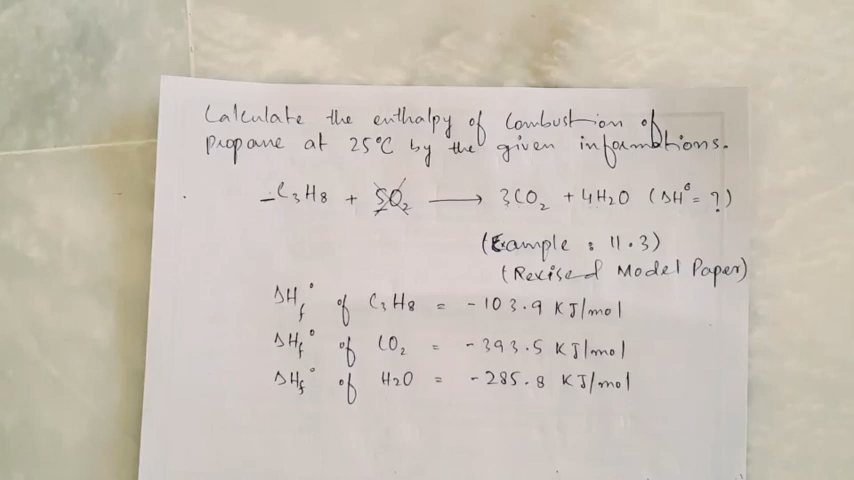 Calculate the enthalpy of Combustion of
propane at 25°C by the given informations.
-C₃H₈ + 5O₂ → 3CO₂ + 4H₂O (ΔH° = ?)
(Example : 11.3)
(Revised Model Paper)
ΔHf° of C₃H₈ = -103.9 KJ/mol
ΔHf° of CO₂ = -393.5 KJ/mol
ΔHf° of H₂O = -285.8 KJ/mol